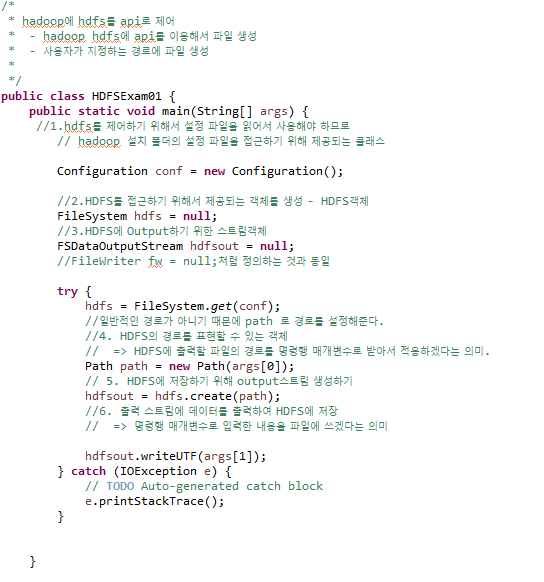 /*
 * hadoop에 hdfs를 api로 제어
 *  - hadoop hdfs에 api를 이용해서 파일 생성
 *  - 사용자가 지정하는 경로에 파일 생성
 *
 */
public class HDFSExam01 {
    public static void main(String[] args) {
     //1.hdfs를 제어하기 위해서 설정 파일을 읽어서 사용해야 하므로
        // hadoop 설치 폴더의 설정 파일을 접근하기 위해 제공되는 클래스
        Configuration conf = new Configuration();
        //2.HDFS를 접근하기 위해서 제공되는 객체를 생성 - HDFS객체
        FileSystem hdfs = null;
        //3.HDFS에 Output하기 위한 스트림객체
        FSDataOutputStream hdfsout = null;
        //FileWriter fw = null;처럼 정의하는 것과 동일
        try {
            hdfs = FileSystem.get(conf);
            //일반적인 경로가 아니기 때문에 path 로 경로를 설정해준다.
            //4. HDFS의 경로를 표현할 수 있는 객체
            //  => HDFS에 출력할 파일의 경로를 명령행 매개변수로 받아서 적용하겠다는 의미.
            Path path = new Path(args[0]);
            // 5. HDFS에 저장하기 위해 output스트림 생성하기
            hdfsout = hdfs.create(path);
            //6. 출력 스트림에 데이터를 출력하여 HDFS에 저장
            //  => 명령행 매개변수로 입력한 내용을 파일에 쓰겠다는 의미
            hdfsout.writeUTF(args[1]);
        } catch (IOException e) {
            // TODO Auto-generated catch block
            e.printStackTrace();
        }
    }